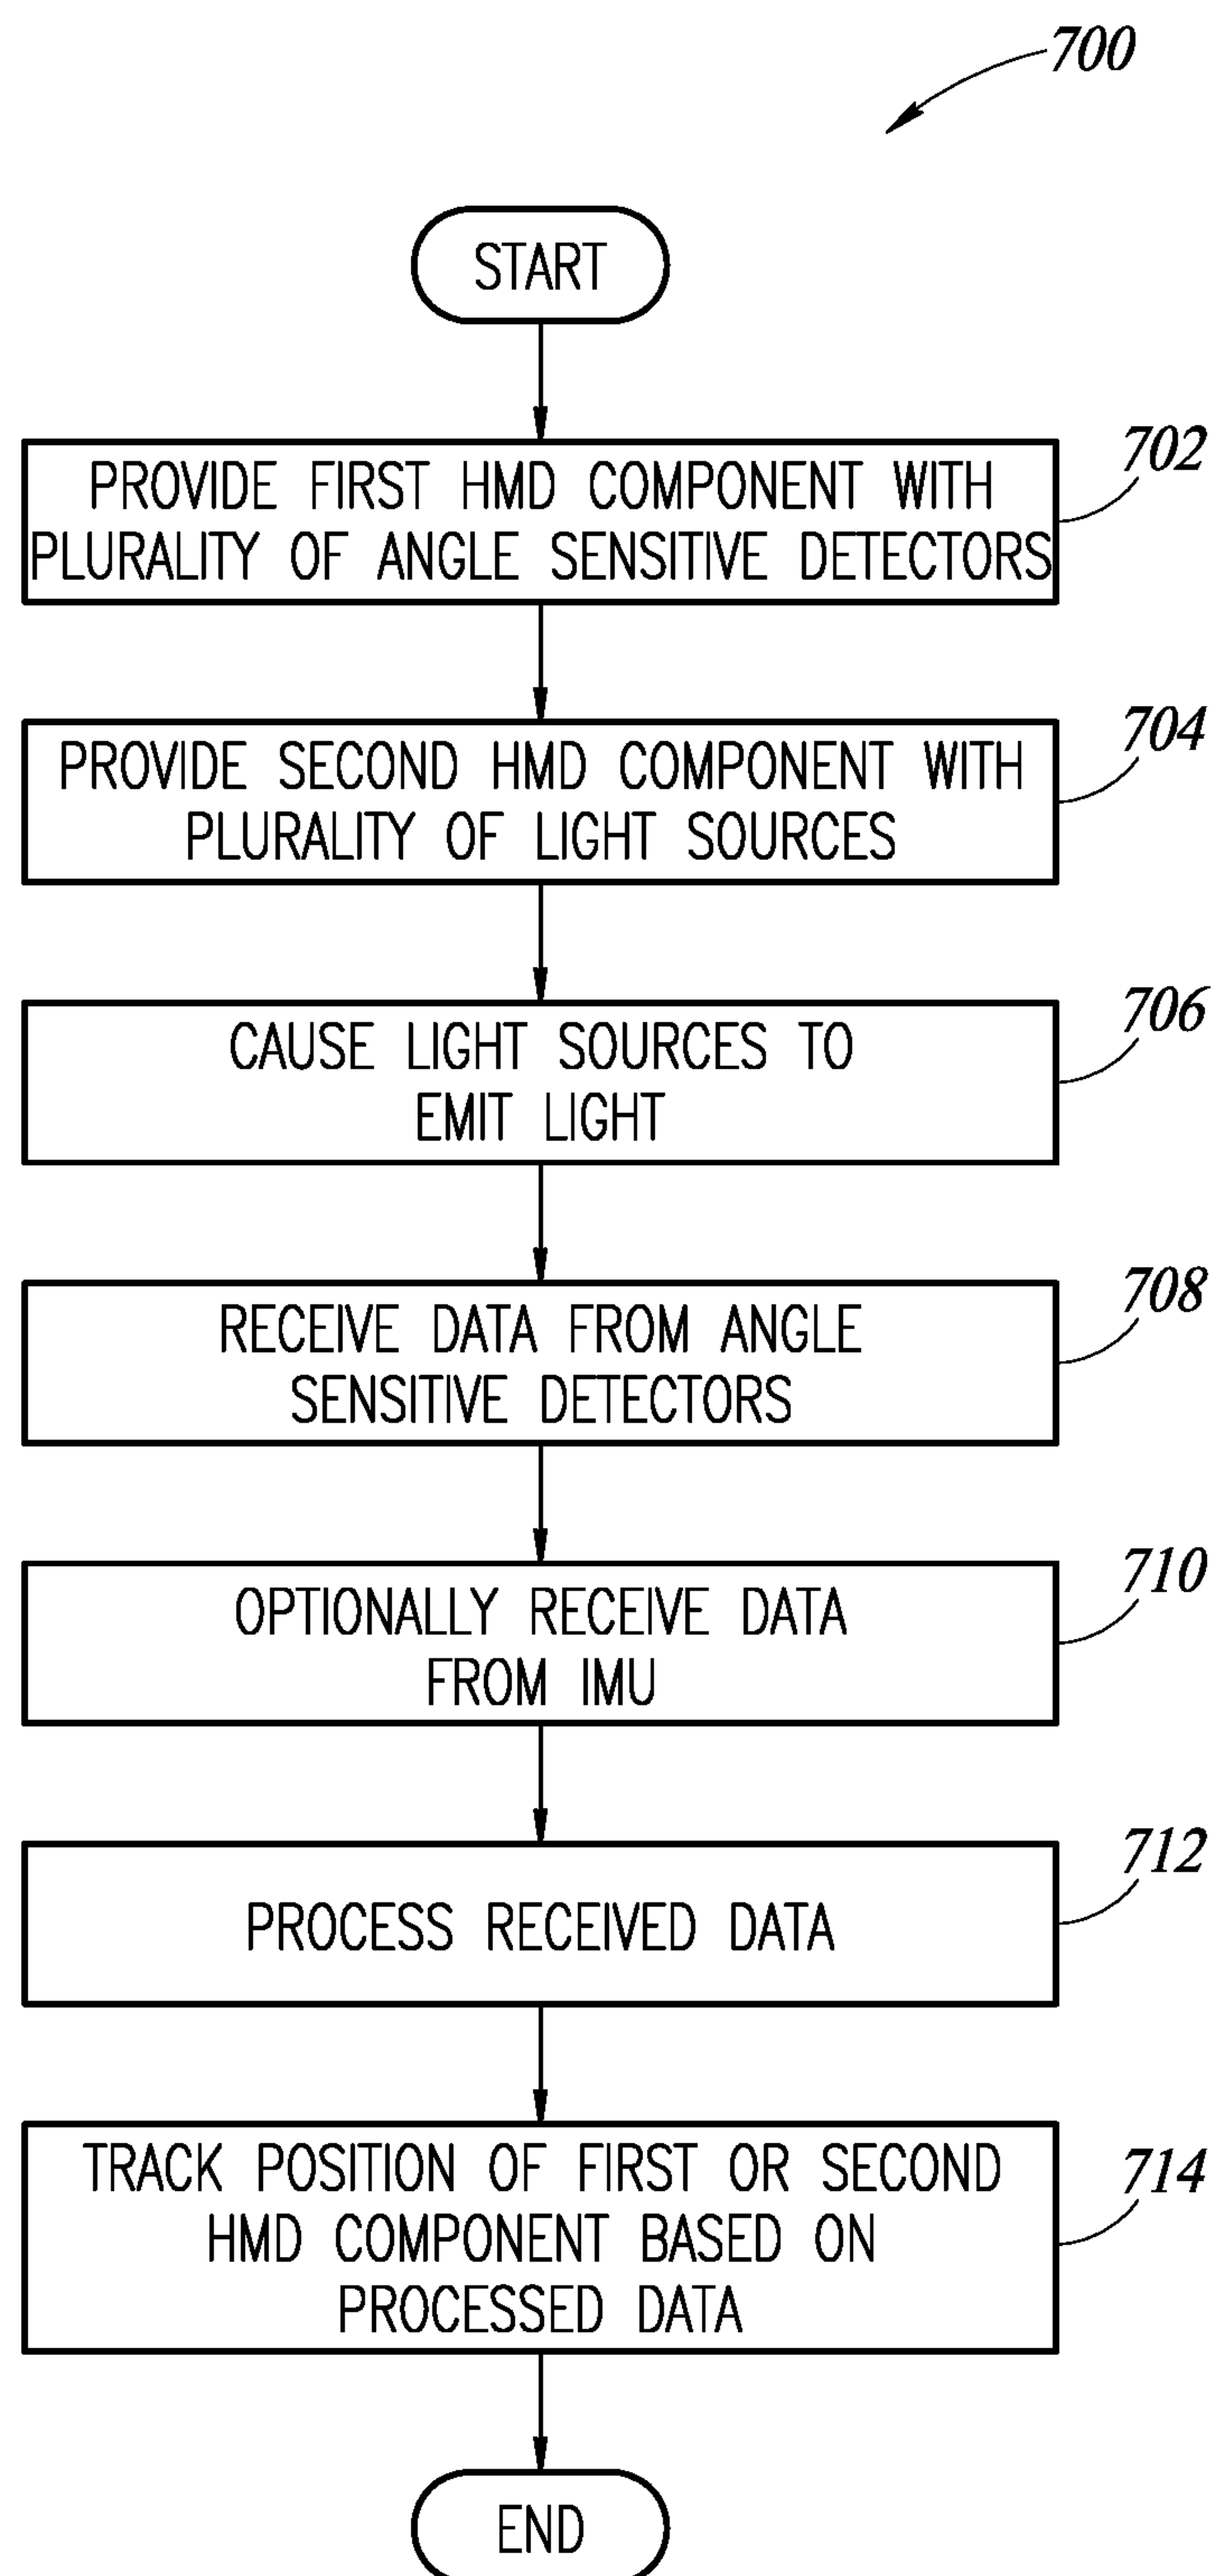 700
START
702
PROVIDE FIRST HMD COMPONENT WITH
PLURALITY OF ANGLE SENSITIVE DETECTORS
704
PROVIDE SECOND HMD COMPONENT WITH
PLURALITY OF LIGHT SOURCES
706
CAUSE LIGHT SOURCES TO
EMIT LIGHT
708
RECEIVE DATA FROM ANGLE
SENSITIVE DETECTORS
710
OPTIONALLY RECEIVE DATA
FROM IMU
712
PROCESS RECEIVED DATA
714
TRACK POSITION OF FIRST OR SECOND
HMD COMPONENT BASED ON
PROCESSED DATA
END